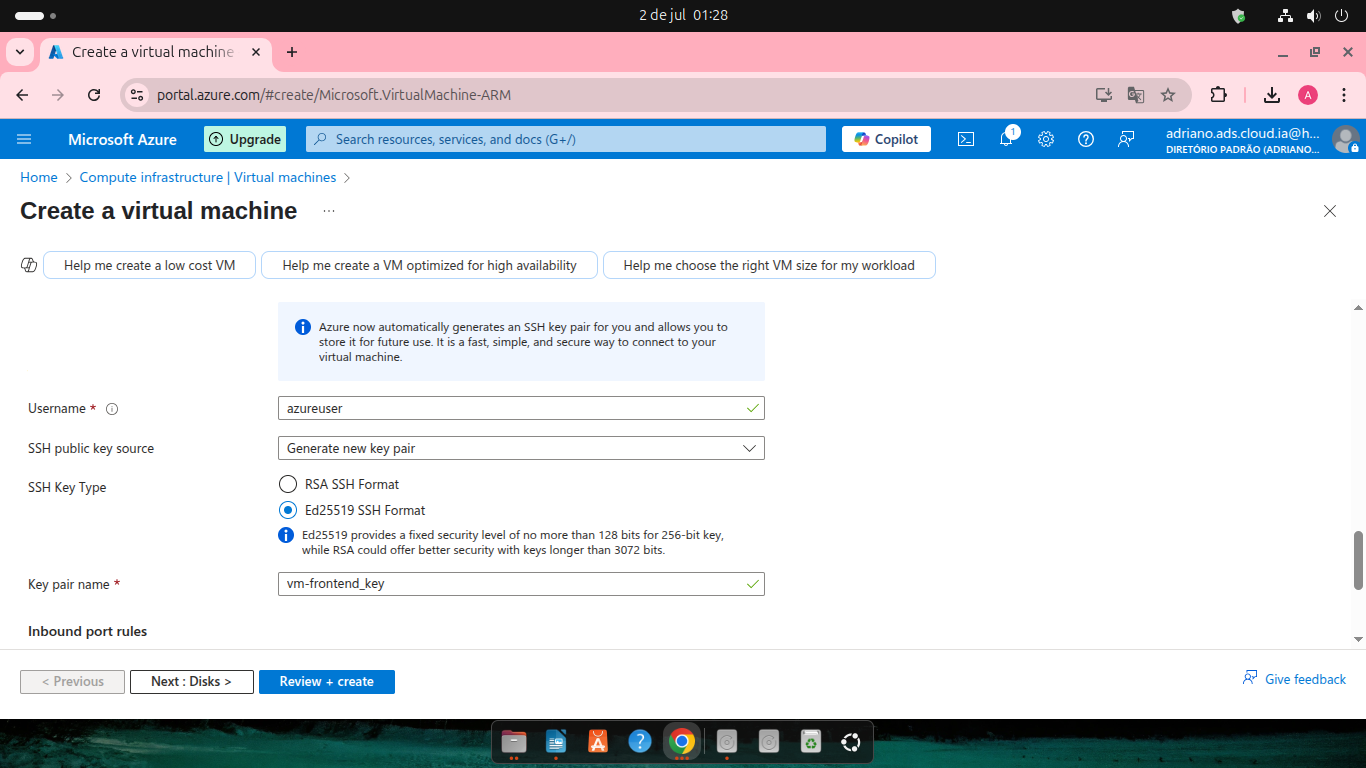 2 de jul 01:28
Create a virtual machine
portal.azure.com/#create/Microsoft.VirtualMachine-ARM
A
Microsoft Azure
Upgrade
Search resources, services, and docs (G+/)
Copilot
1
adriano.ads.cloud.ia@h...
DIRETÓRIO PADRÃO (ADRIANO...
Home > Compute infrastructure | Virtual machines >
Create a virtual machine ...
Help me create a low cost VM
Help me create a VM optimized for high availability
Help me choose the right VM size for my workload
Azure now automatically generates an SSH key pair for you and allows you to
store it for future use. It is a fast, simple, and secure way to connect to your
virtual machine.
Username *
azureuser
SSH public key source
Generate new key pair
SSH Key Type
RSA SSH Format
Ed25519 SSH Format
Ed25519 provides a fixed security level of no more than 128 bits for 256-bit key,
while RSA could offer better security with keys longer than 3072 bits.
Key pair name *
vm-frontend_key
Inbound port rules
< Previous
Next : Disks >
Review + create
Give feedback